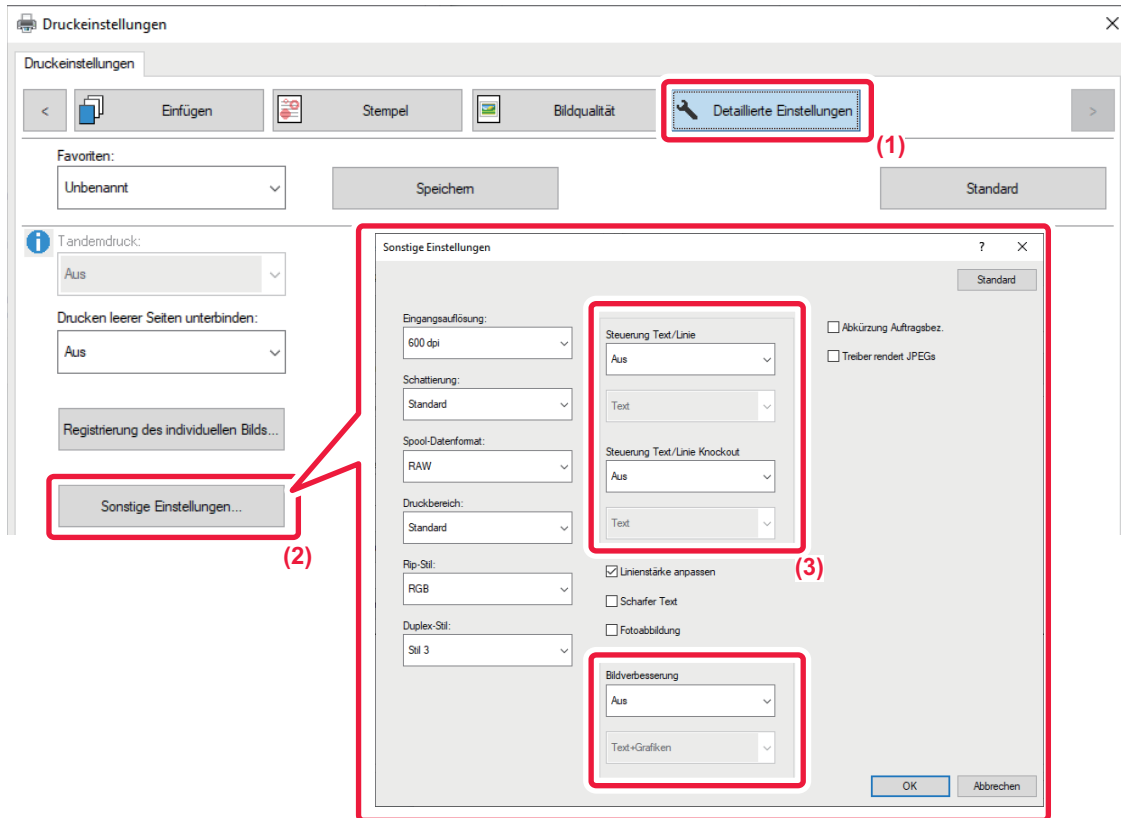 Druckeinstellungen
Druckeinstellungen
< Einfügen Stempel Bildqualität Detaillierte Einstellungen >
(1)
Favoriten:
Unbenannt Speichern Standard
Tandemdruck:
Aus
Drucken leerer Seiten unterbinden:
Aus
Registrierung des individuellen Bilds...
Sonstige Einstellungen...
(2)
Sonstige Einstellungen ?
Standard
Eingangsauflösung:
600 dpi
Schattierung:
Standard
Spool-Datenformat:
RAW
Druckbereich:
Standard
Rip-Stil:
RGB
Duplex-Stil:
Stil 3
Steuerung Text/Linie
Aus
Text
Steuerung Text/Linie Knockout
Aus
Text
(3)
Linienstärke anpassen
Scharfer Text
Fotoabbildung
Bildverbesserung
Aus
Text+Grafiken
Abkürzung Auftragsbez.
Treiber rendert JPEGs
OK Abbrechen